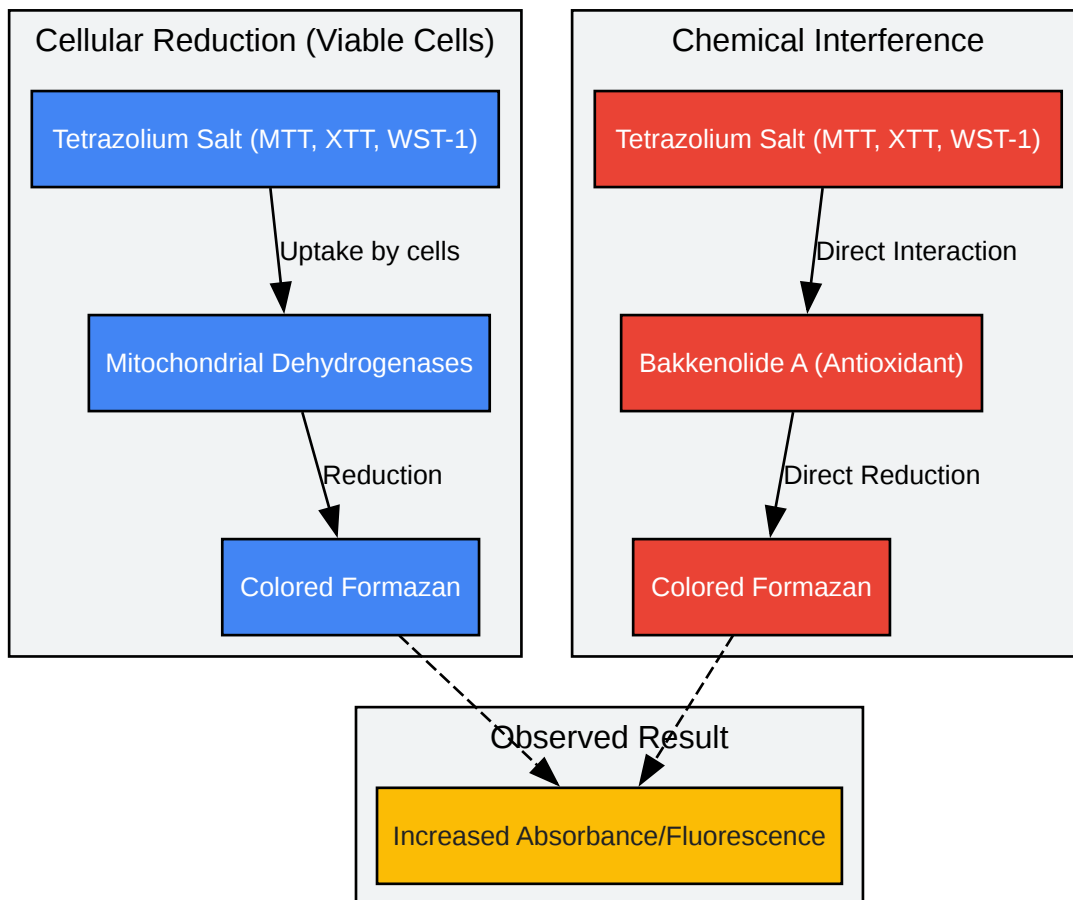 Cellular Reduction (Viable Cells)
Tetrazolium Salt (MTT, XTT, WST-1)
Uptake by cells
Mitochondrial Dehydrogenases
Reduction
Colored Formazan
Chemical Interference
Tetrazolium Salt (MTT, XTT, WST-1)
Direct Interaction
Bakkenolide A (Antioxidant)
Direct Reduction
Colored Formazan
Observed Result
Increased Absorbance/Fluorescence